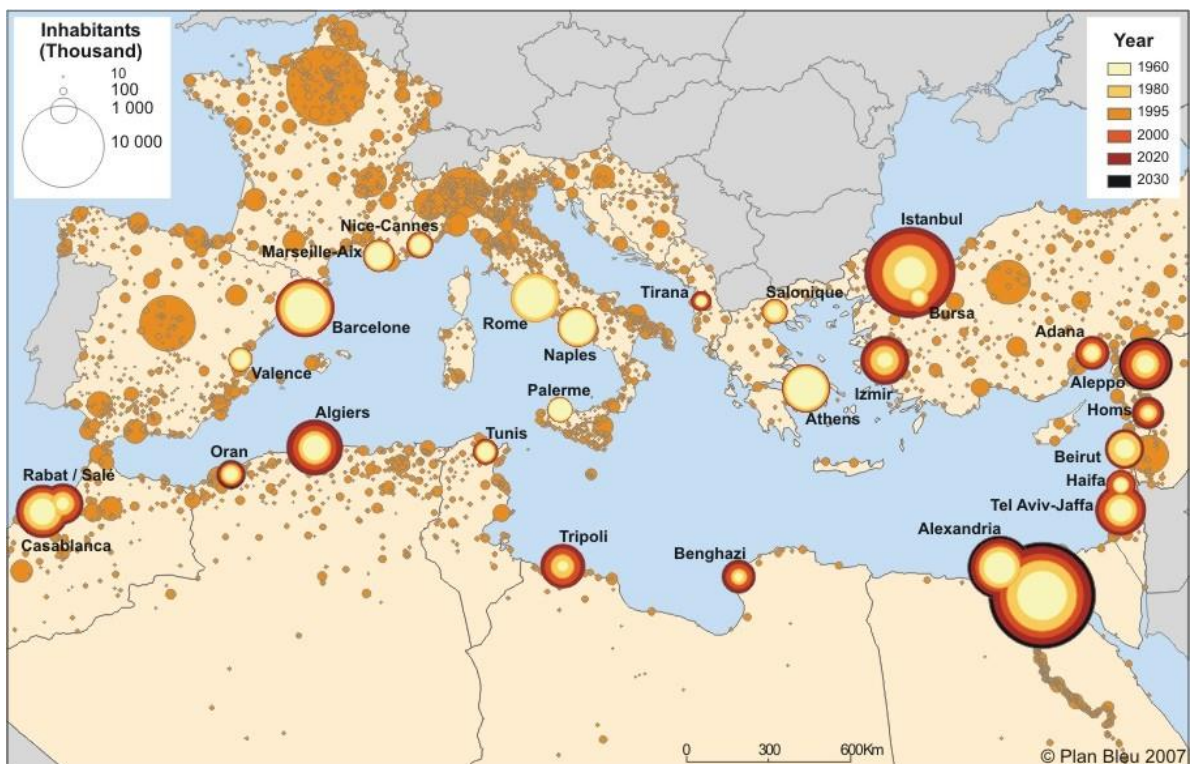 Inhabitants
(Thousand)
10
100
1 000
10 000
Year
1960
1980
1995
2000
2020
2030
Istanbul
Nice-Cannes
Marseille-Aix
Tirana
Salonique
Bursa
Barcelone
Rome
Naples
Adana
Valence
Palerme
Athens
Izmir
Aleppo
Homs
Algiers
Tunis
Oran
Beirut
Rabat / Salé
Haifa
Tel Aviv-Jaffa
Casablanca
Alexandria
Tripoli
Benghazi
0 300 600Km
© Plan Bleu 2007